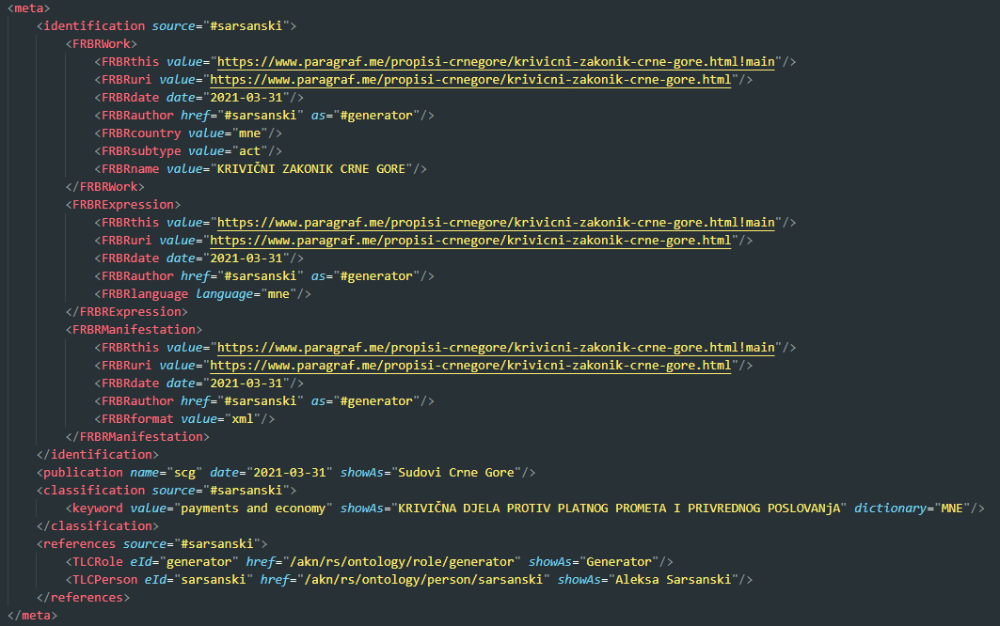 <meta>
<identification source="#sarsanski">
<FRBRWork>
<FRBRthis value="https://www.paragraf.me/propisi-crnegore/krivicni-zakonik-crne-gore.html!main"/>
<FRBRuri value="https://www.paragraf.me/propisi-crnegore/krivicni-zakonik-crne-gore.html"/>
<FRBRdate date="2021-03-31"/>
<FRBRauthor href="#sarsanski" as="#generator"/>
<FRBRcountry value="mne"/>
<FRBRsubtype value="act"/>
<FRBRname value="KRIVIČNI ZAKONIK CRNE GORE"/>
</FRBRWork>
<FRBRExpression>
<FRBRthis value="https://www.paragraf.me/propisi-crnegore/krivicni-zakonik-crne-gore.html!main"/>
<FRBRuri value="https://www.paragraf.me/propisi-crnegore/krivicni-zakonik-crne-gore.html"/>
<FRBRdate date="2021-03-31"/>
<FRBRauthor href="#sarsanski" as="#generator"/>
<FRBRlanguage language="mne"/>
</FRBRExpression>
<FRBRManifestation>
<FRBRthis value="https://www.paragraf.me/propisi-crnegore/krivicni-zakonik-crne-gore.html!main"/>
<FRBRuri value="https://www.paragraf.me/propisi-crnegore/krivicni-zakonik-crne-gore.html"/>
<FRBRdate date="2021-03-31"/>
<FRBRauthor href="#sarsanski" as="#generator"/>
<FRBRformat value="xml"/>
</FRBRManifestation>
</identification>
<publication name="scg" date="2021-03-31" showAs="Sudovi Crne Gore"/>
<classification source="#sarsanski">
<keyword value="payments and economy" showAs="KRIVIČNA DJELA PROTIV PLATNOG PROMETA I PRIVREDNOG POSLOVANjA" dictionary="MNE"/>
</classification>
<references source="#sarsanski">
<TLCRole eId="generator" href="/akn/rs/ontology/role/generator" showAs="Generator"/>
<TLCPerson eId="sarsanski" href="/akn/rs/ontology/person/sarsanski" showAs="Aleksa Sarsanski"/>
</references>
</meta>